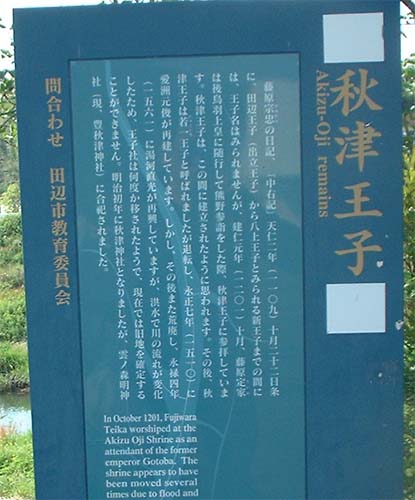 秋津王子
Akizu-Oji remains
藤原宗忠の日記、「中右記」天仁二年（一一〇九）十月二十二日条
に、田辺王子（出立王子）から八上王子とみられる新王子までの間に
は、王子名はみられませんが、建仁元年（一二〇一）十月、藤原定家
は後鳥羽上皇に随行して熊野参詣をした際、秋津王子に参拝していま
す。秋津王子は、この間に創立されたように思われます。その後、秋
津王子は若一王子と呼ばれましたが退転し、永正七年（一五一〇）に
愛洲元俊が再建しています。しかし、その後また荒廃し、永禄四年
（一五六一）に湯河直光が再興していますが、洪水で川の流れが変化
したため、王子社は何度か移されたようで、現在では旧地を確定する
ことができません。明治初年に秋津神社となりましたが、雲ノ森明神
社（現、豊秋津神社）に合祀されました。
問合わせ　田辺市教育委員会
In October 1201, Fujiwara
Teika worshiped at the
Akizu Oji Shrine as an
attendant of the former
emperor Gotoba. The
shrine appears to have
been moved several
times due to flood and